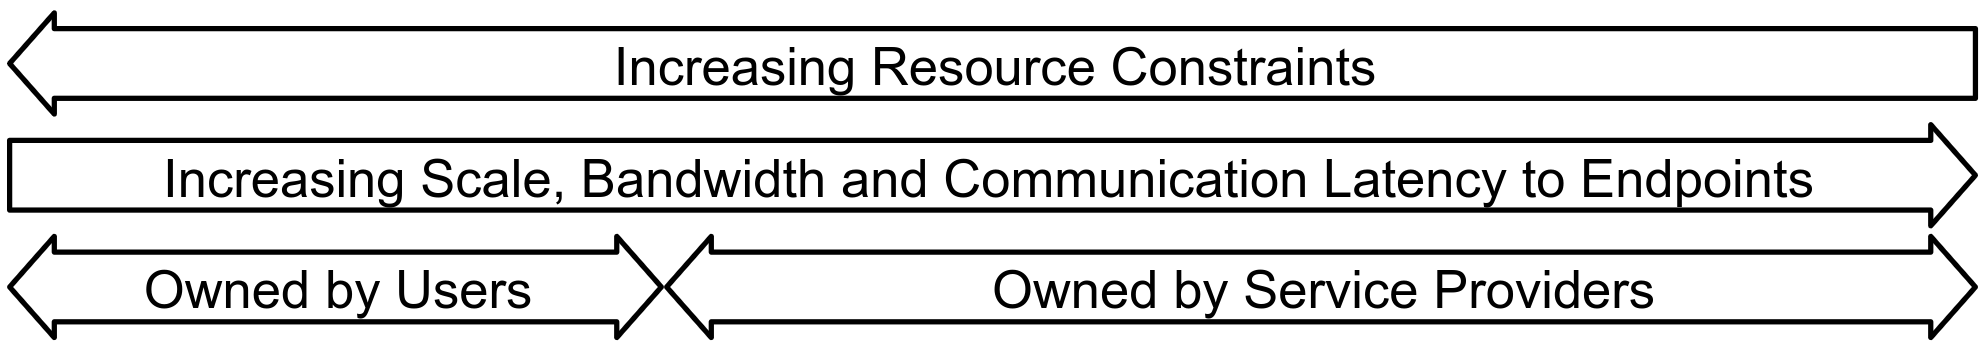 Increasing Resource Constraints
Increasing Scale, Bandwidth and Communication Latency to Endpoints
Owned by Users
Owned by Service Providers